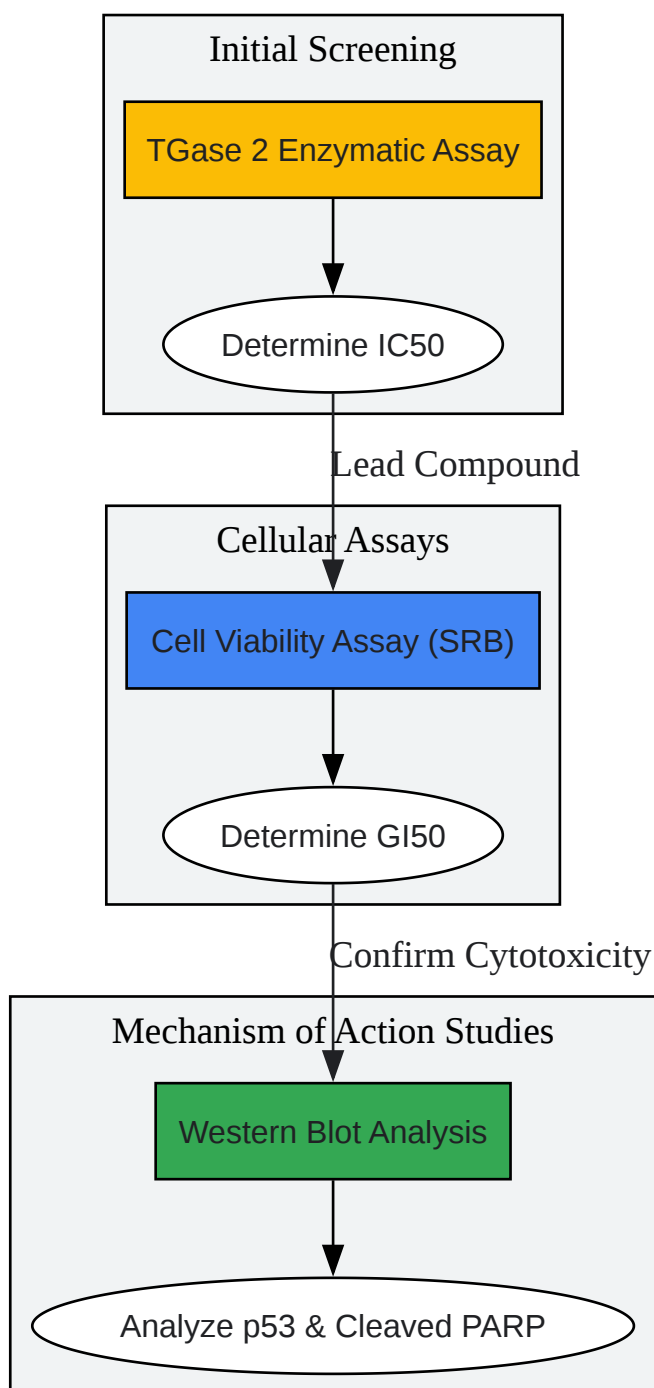 Initial Screening
TGase 2 Enzymatic Assay
Determine IC50
Lead Compound
Cellular Assays
Cell Viability Assay (SRB)
Determine GI50
Confirm Cytotoxicity
Mechanism of Action Studies
Western Blot Analysis
Analyze p53 & Cleaved PARP